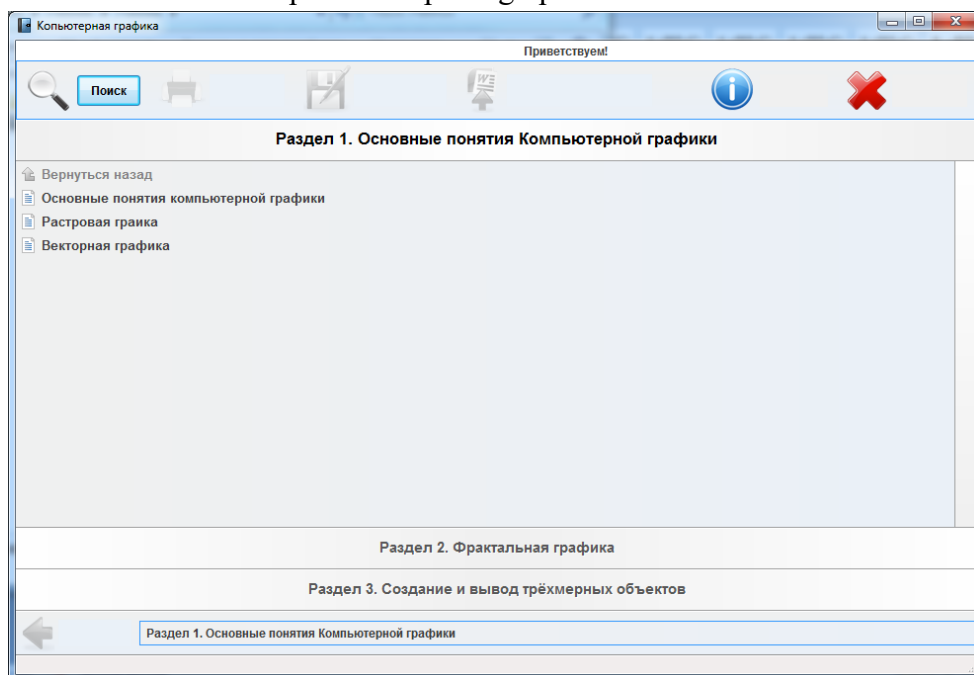 Копьютерная графика
Приветствуем!
Поиск
W
Раздел 1. Основные понятия Компьютерной графики
Вернуться назад
Основные понятия компьютерной графики
Растровая граика
Векторная графика
Раздел 2. Фрактальная графика
Раздел 3. Создание и вывод трёхмерных объектов
Раздел 1. Основные понятия Компьютерной графики